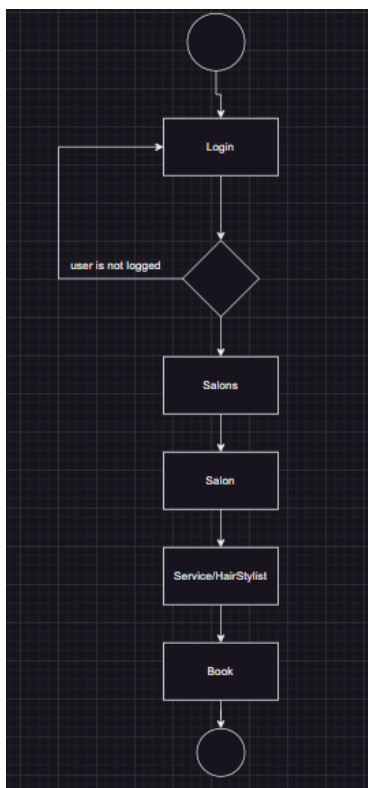 Login
user is not logged
Salons
Salon
Service/HairStylist
Book